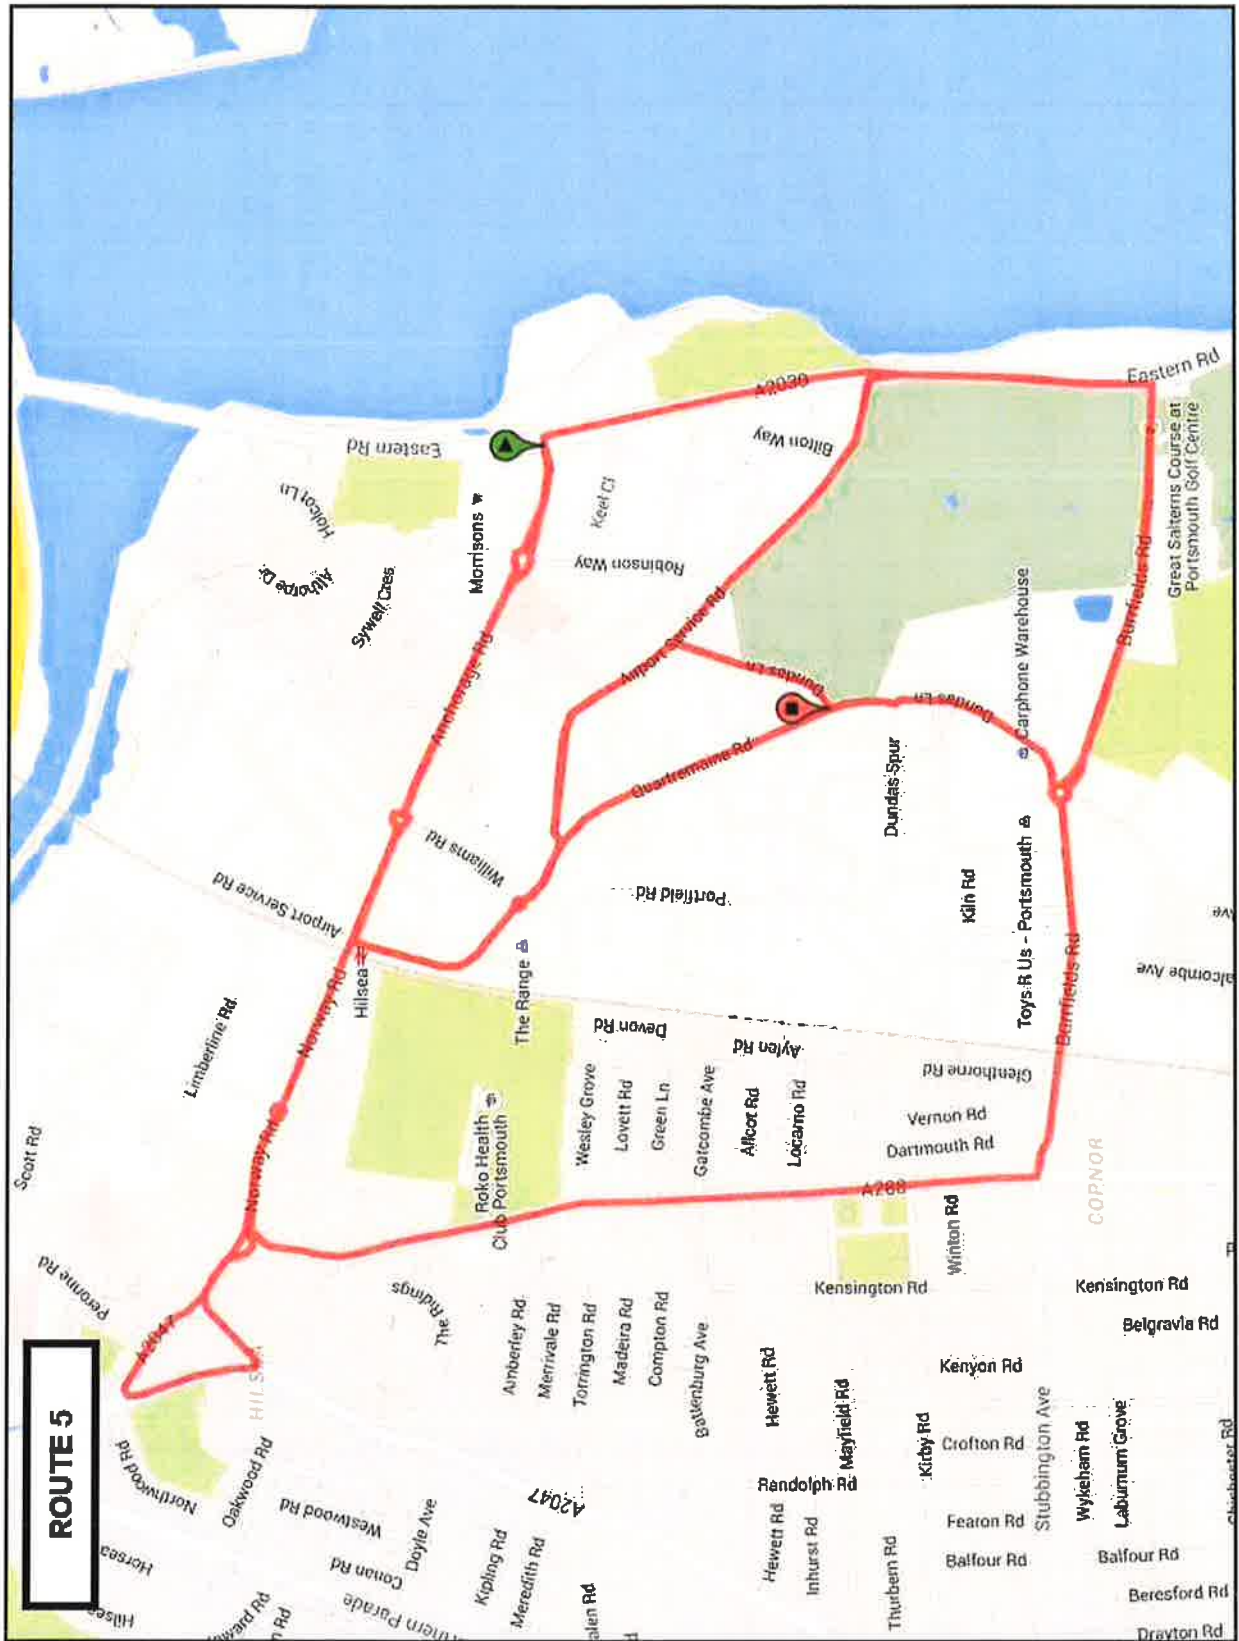 ROUTE 5
Scott Rd
Peronne Rd
A2047
HILSEA
Northwood Rd
Oakwood Rd
Westwood Rd
Conan Rd
Doyle Ave
Horsea
Hilsea
Kipling Rd
Meredith Rd
A2047
The Ridings
Limberline Rd
Norway Rd
Norway Rd
Hilsea
Airport Service Rd
Anchorage Rd
Williams Rd
The Range
Roko Health
Club Portsmouth
Sywell Cres
Althorpe Dr
Holcot Ln
Eastern Rd
Morrisons
Keel Ct
Robinson Way
A2030
Bilton Way
Airport Service Rd
Dundas Ln
Quartremaine Rd
Dundas Ln
Dundas Spur
Portfield Rd
Kiln Rd
Carphone Warehouse
Toys R Us - Portsmouth
Burrfields Rd
Burrfields Rd
Eastern Rd
Great Salterns Course at
Portsmouth Golf Centre
Devon Rd
Aylen Rd
Wesley Grove
Lovett Rd
Green Ln
Gatcombe Ave
Allcot Rd
Locarno Rd
Glenthorne Rd
Vernon Rd
Dartmouth Rd
A288
COPNOR
Amberley Rd
Merrivale Rd
Torrington Rd
Madeira Rd
Compton Rd
Battenburg Ave
Hewett Rd
Mayfield Rd
Randolph Rd
Hewett Rd
Inhurst Rd
Thurbern Rd
Kirby Rd
Kensington Rd
Winton Rd
Kenyon Rd
Crofton Rd
Fearon Rd
Balfour Rd
Stubbington Ave
Wykeham Rd
Laburnum Grove
Kensington Rd
Belgravia Rd
Balfour Rd
Beresford Rd
Drayton Rd
Chichester Rd